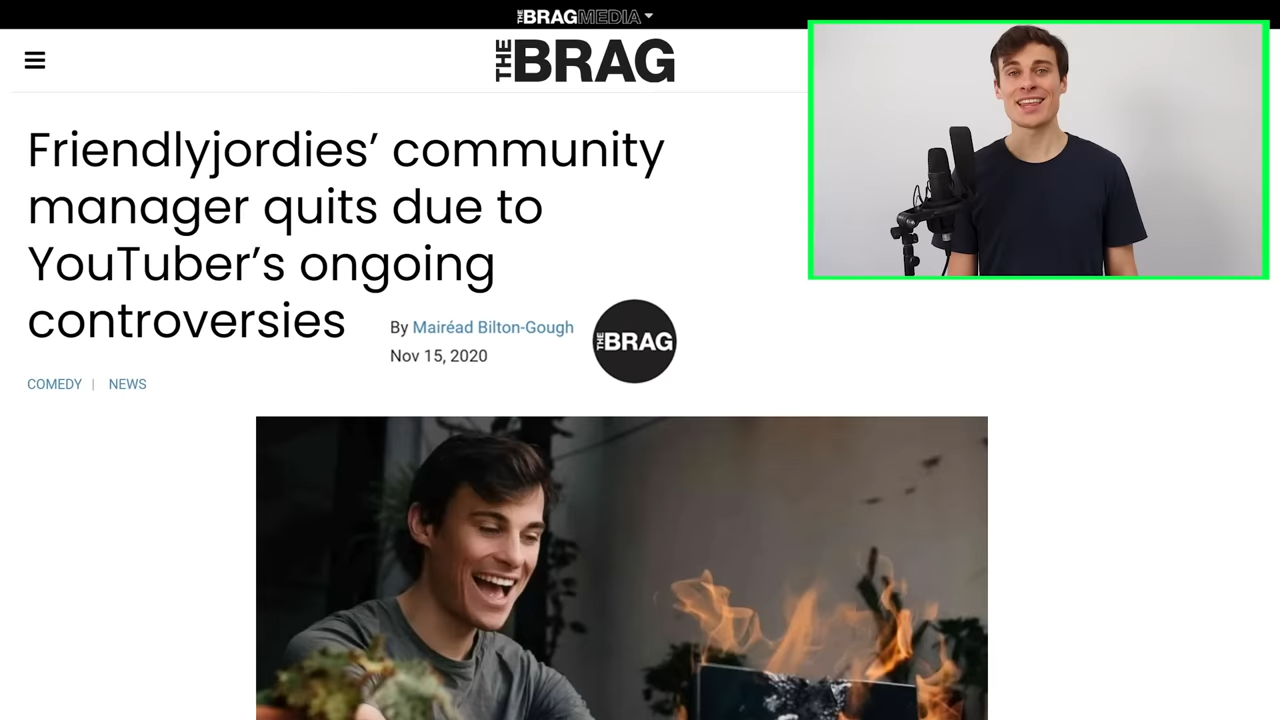 THE BRAG MEDIA
THE BRAG
Friendlyjordies’ community
manager quits due to
YouTuber’s ongoing
controversies
By Mairéad Bilton-Gough
Nov 15, 2020
THE BRAG
COMEDY | NEWS